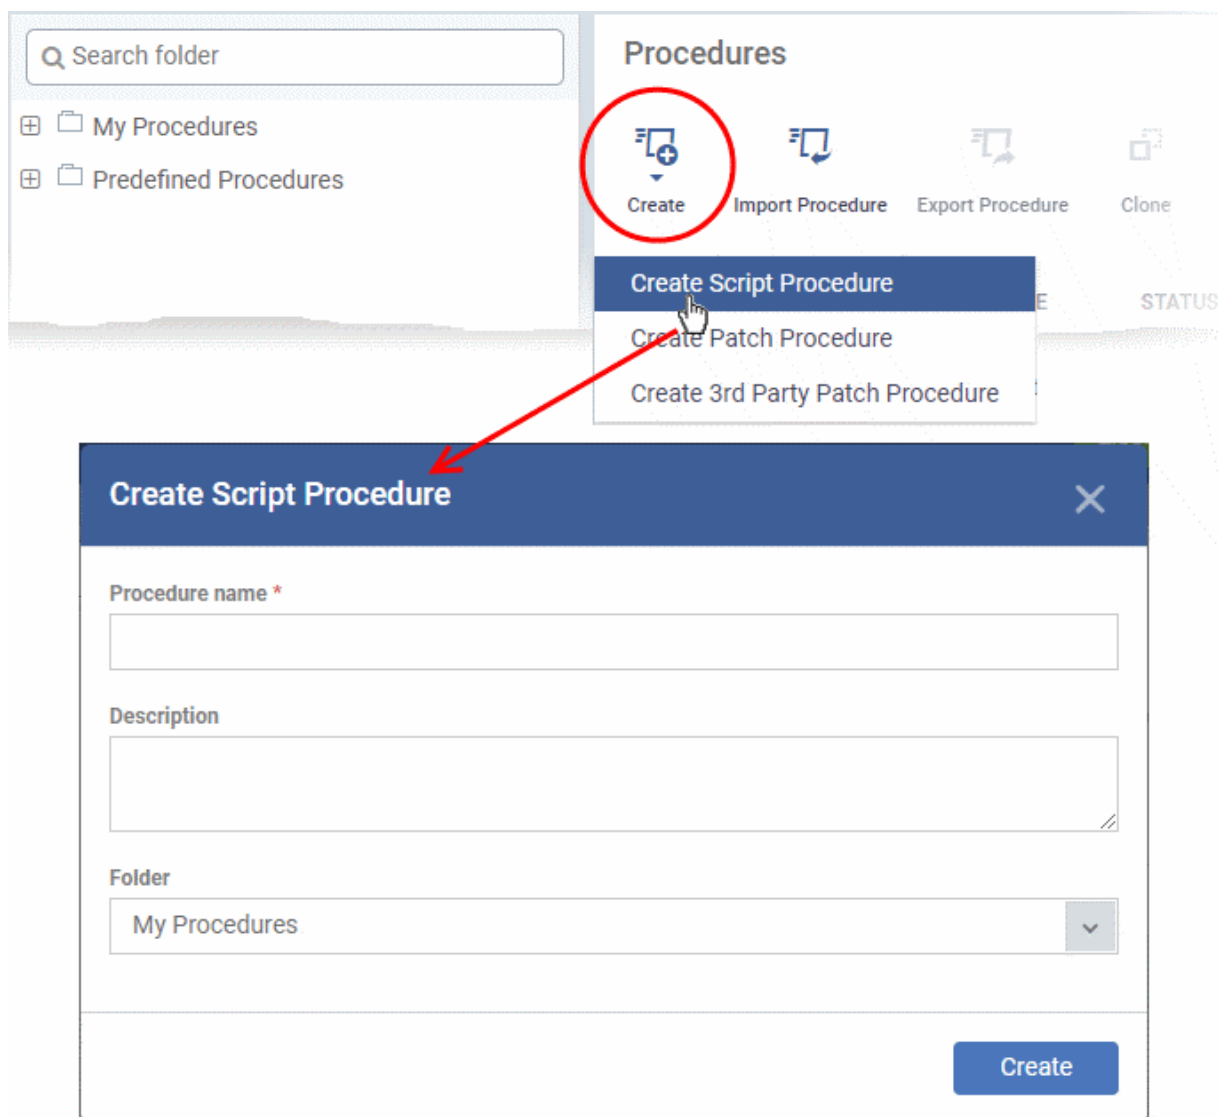 Search folder
My Procedures
Predefined Procedures
Procedures
Create
Import Procedure
Export Procedure
Clone
Create Script Procedure
Create Patch Procedure
Create 3rd Party Patch Procedure
STATUS
Create Script Procedure
Procedure name *
Description
Folder
My Procedures
Create